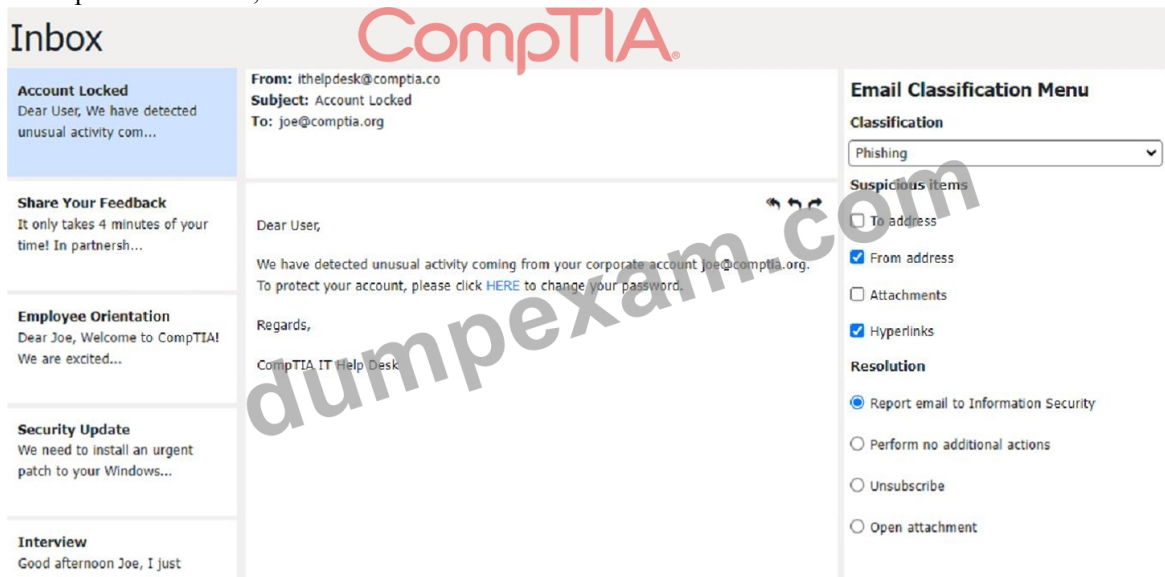 Inbox
CompTIA.
Account Locked
Dear User, We have detected
unusual activity com...
Share Your Feedback
It only takes 4 minutes of your
time! In partnersh...
Employee Orientation
Dear Joe, Welcome to CompTIA!
We are excited...
Security Update
We need to install an urgent
patch to your Windows...
Interview
Good afternoon Joe, I just
From: ithelpdesk@comptia.co
Subject: Account Locked
To: joe@comptia.org
Dear User,
We have detected unusual activity coming from your corporate account joe@comptia.org.
To protect your account, please click HERE to change your password.
Regards,
CompTIA IT Help Desk
dumpexam.com
Email Classification Menu
Classification
Phishing
Suspicious items
To address
From address
Attachments
Hyperlinks
Resolution
Report email to Information Security
Perform no additional actions
Unsubscribe
Open attachment